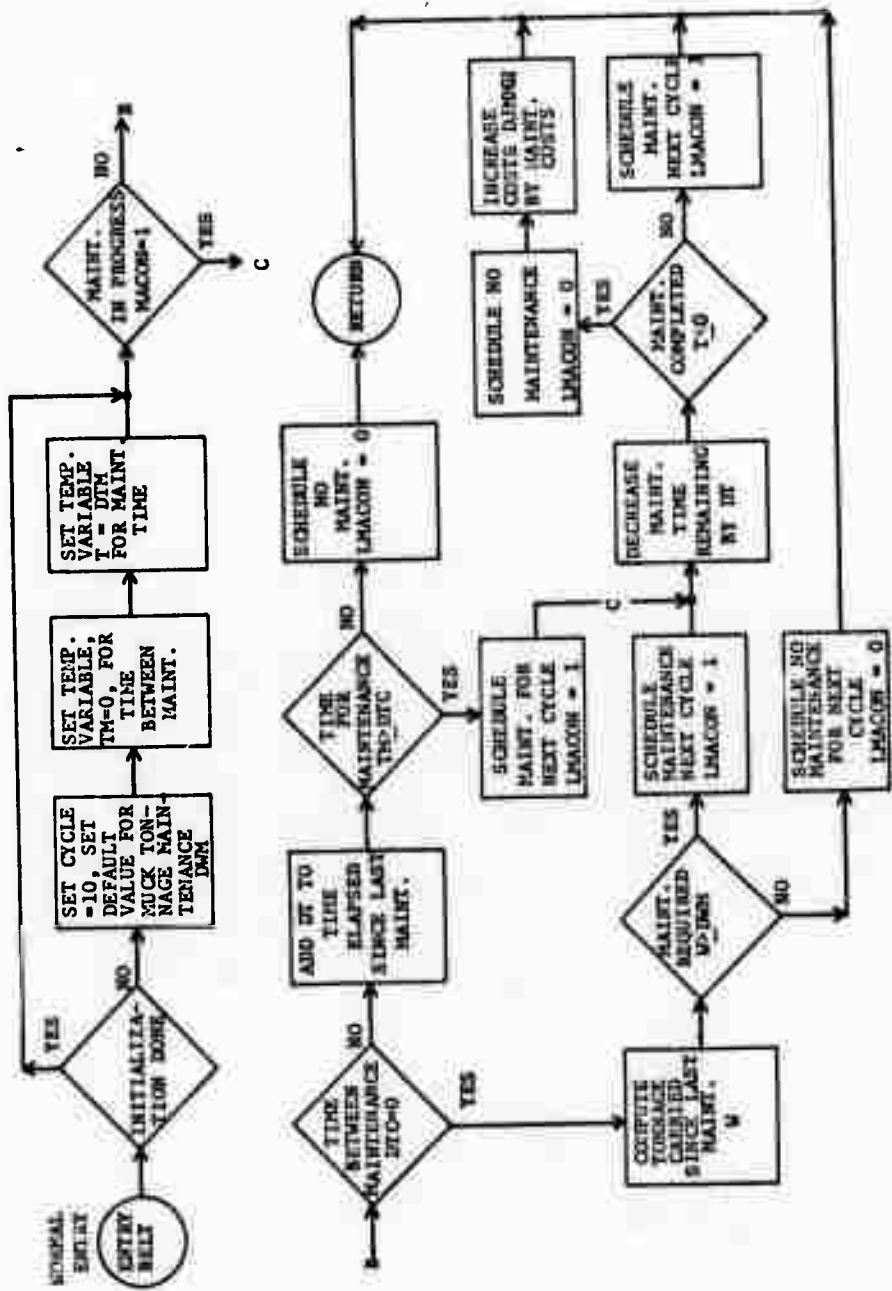 NORMAL
ENTRY
ENTRY
BELT
INITIALIZA-
TION DONE
YES
NO
SET CYCLE
=10, SET
DEFAULT
VALUE FOR
MUCK TON-
NAGE MAIN-
TENANCE
DWM
SET TEMP.
VARIABLE,
TM=0, FOR
TIME
BETWEEN
MAINT.
SET TEMP.
VARIABLE
T = DTM
FOR MAINT.
TIME
MAINT.
IN PROGRESS
MACON=1
NO
B
YES
C
B
TIME
BETWEEN
MAINTENANCE
DTC=0
NO
YES
ADD DT TO
TIME
ELAPSED
SINCE LAST
MAINT.
TIME
FOR
MAINTENANCE
TM≥DTC
NO
YES
SCHEDULE
NO
MAINT.
LMACON = 0
RETURN
SCHEDULE
MAINT. FOR
NEXT CYCLE
LMACON = 1
C
COMPUTE
TONNAGE
CARRIED
SINCE LAST
MAINT.
W
MAINT.
REQUIRED
W≥DWM
YES
NO
SCHEDULE
MAINTENANCE
NEXT CYCLE
LMACON = 1
DECREASE
MAINT.
TIME
REMAINING
BY DT
MAINT.
COMPLETED
T≤0
YES
NO
SCHEDULE NO
MAINTENANCE
LMACON = 0
INCREASE
COSTS
BY MAINT.
COSTS
SCHEDULE
MAINT.
NEXT CYCLE
LMACON = 1
SCHEDULE NO
MAINTENANCE
FOR NEXT
CYCLE
LMACON = 0